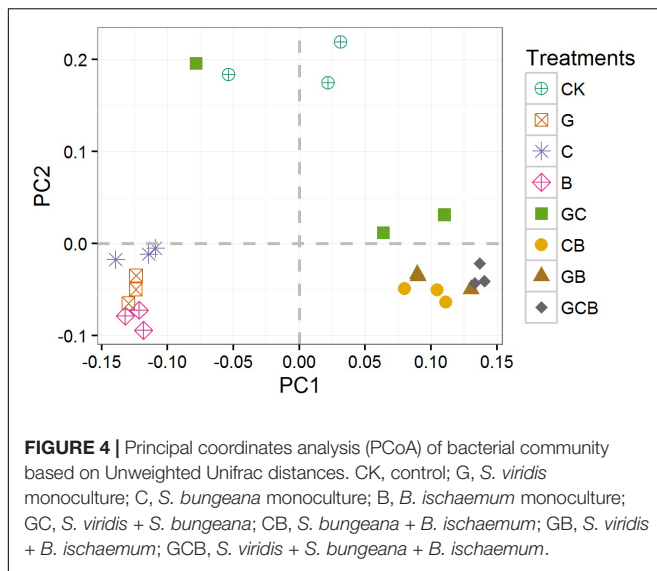 0.2
0.1
0.0
-0.1
PC2
-0.15
-0.10
-0.05
0.00
0.05
0.10
0.15
PC1
Treatments
CK
G
C
B
GC
CB
GB
GCB
FIGURE 4 | Principal coordinates analysis (PCoA) of bacterial community
based on Unweighted Unifrac distances. CK, control; G, S. viridis
monoculture; C, S. bungeana monoculture; B, B. ischaemum monoculture;
GC, S. viridis + S. bungeana; CB, S. bungeana + B. ischaemum; GB, S. viridis
+ B. ischaemum; GCB, S. viridis + S. bungeana + B. ischaemum.